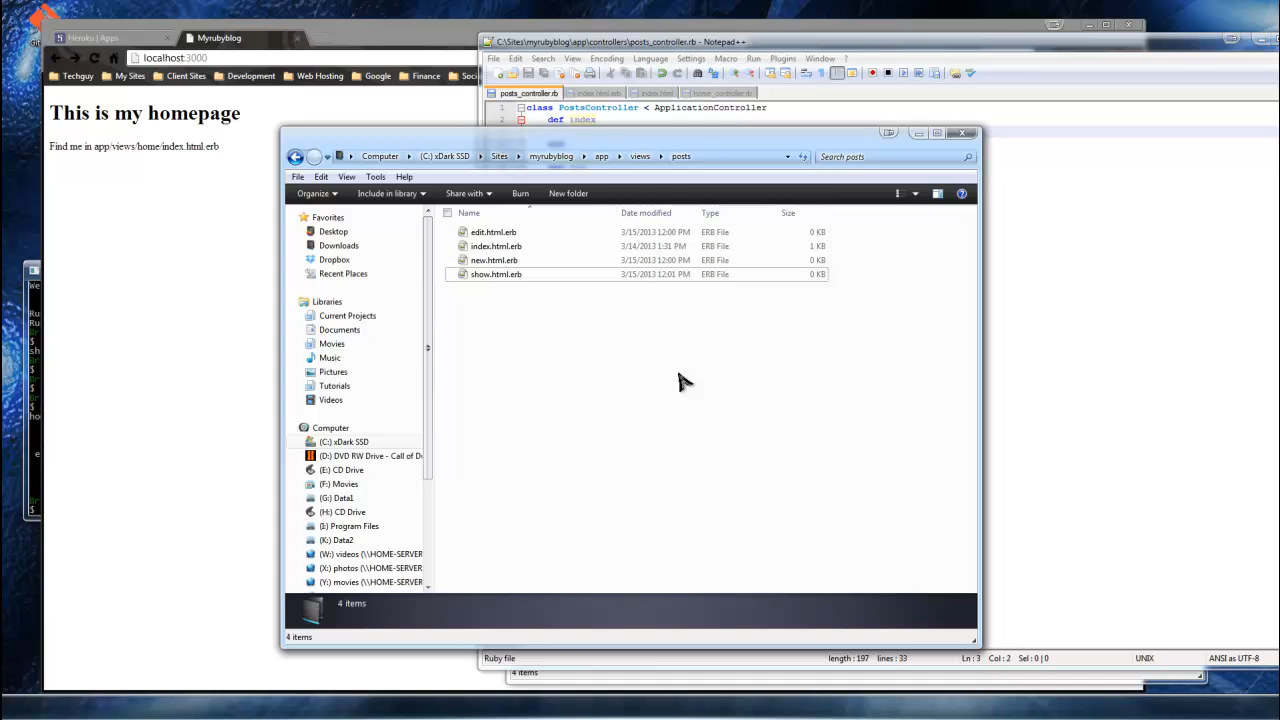 Heroku | Apps
Myrubyblog
localhost:3000
Techguy
My Sites
Client Sites
Development
Web Hosting
Google
Finance
This is my homepage
Find me in app/views/home/index.html.erb
C:\Sites\myrubyblog\app\controllers\posts_controller.rb - Notepad++
File Edit Search View Encoding Language Settings Macro Run Plugins Window ?
posts_controller.rb
index.html.erb
index.html
home_controller.rb
1 class PostsController < ApplicationController
2 def index
Computer
(C:) xDark SSD
Sites
myrubyblog
app
views
posts
Search posts
File Edit View Tools Help
Organize
Include in library
Share with
Burn
New folder
Name Date modified Type Size
edit.html.erb 3/15/2013 12:00 PM ERB File 0 KB
index.html.erb 3/14/2013 1:31 PM ERB File 1 KB
new.html.erb 3/15/2013 12:00 PM ERB File 0 KB
show.html.erb 3/15/2013 12:01 PM ERB File 0 KB
Favorites
Desktop
Downloads
Dropbox
Recent Places
Libraries
Current Projects
Documents
Movies
Music
Pictures
Tutorials
Videos
Computer
(C:) xDark SSD
(D:) DVD RW Drive - Call of D
(E:) CD Drive
(F:) Movies
(G:) Data1
(H:) CD Drive
(I:) Program Files
(K:) Data2
(W:) videos (\\HOME-SERVER
(X:) photos (\\HOME-SERVER
(Y:) movies (\\HOME-SERVER
4 items
4 items
Ruby file
length : 197 lines : 33
Ln : 3 Col : 2 Sel : 0 | 0
UNIX
ANSI as UTF-8
4 items